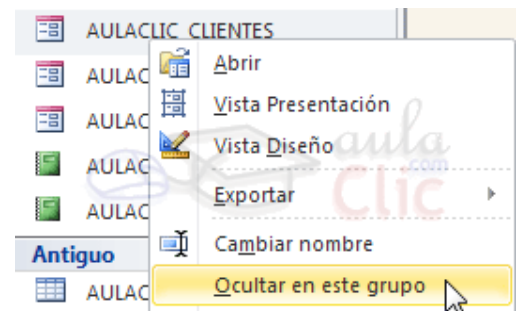 AULACLIC_CLIENTES
AULAC
Abrir
AULAC
Vista Presentación
AULAC
Vista Diseño
aula
.com
Clic
AULAC
Exportar
Antiguo
Cambiar nombre
AULAC
Ocultar en este grupo